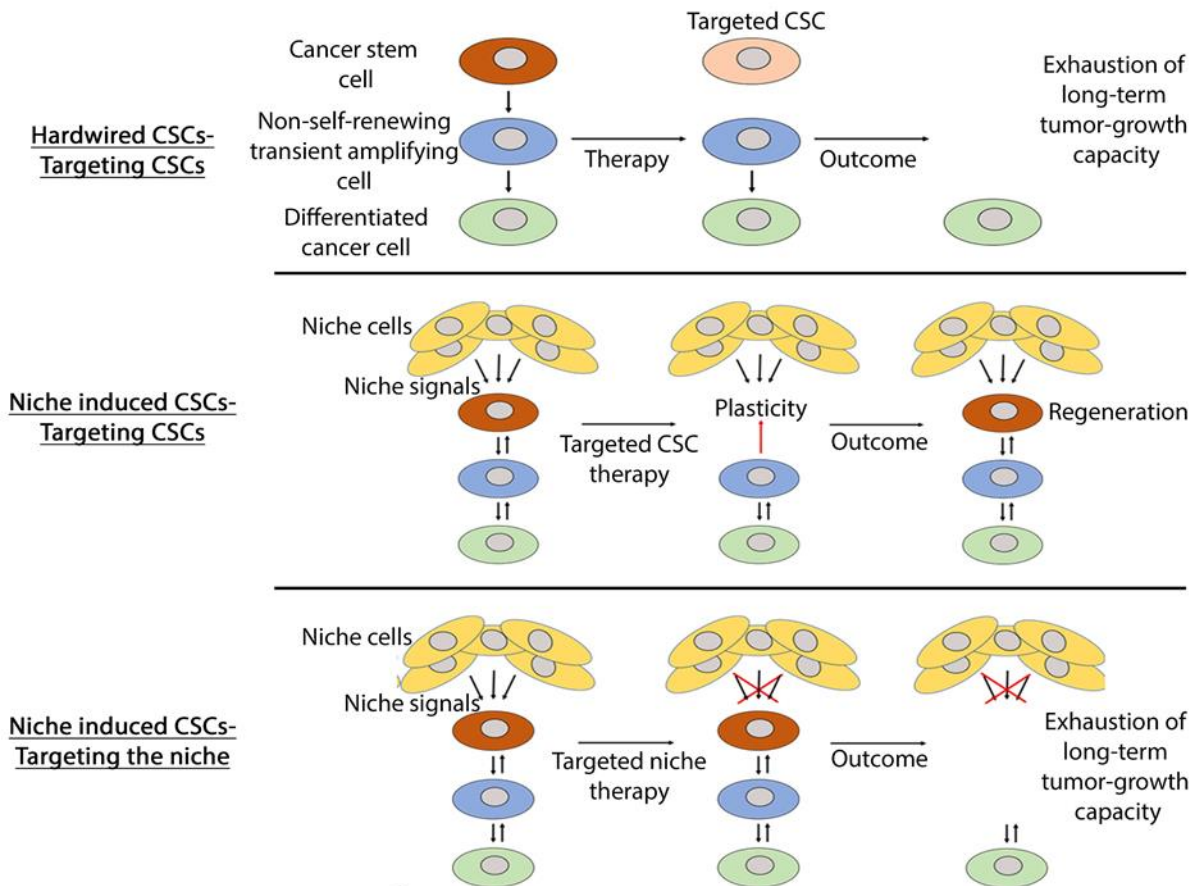 Targeted CSC
Cancer stem
cell
Exhaustion of
long-term
tumor-growth
capacity
Hardwired CSCs-
Targeting CSCs
Non-self-renewing
transient amplifying
cell
Therapy
Outcome
Differentiated
cancer cell
Niche cells
Niche signals
Niche induced CSCs-
Targeting CSCs
Plasticity
Regeneration
Targeted CSC
therapy
Outcome
Niche cells
Niche signals
Niche induced CSCs-
Targeting the niche
Targeted niche
therapy
Outcome
Exhaustion of
long-term
tumor-growth
capacity